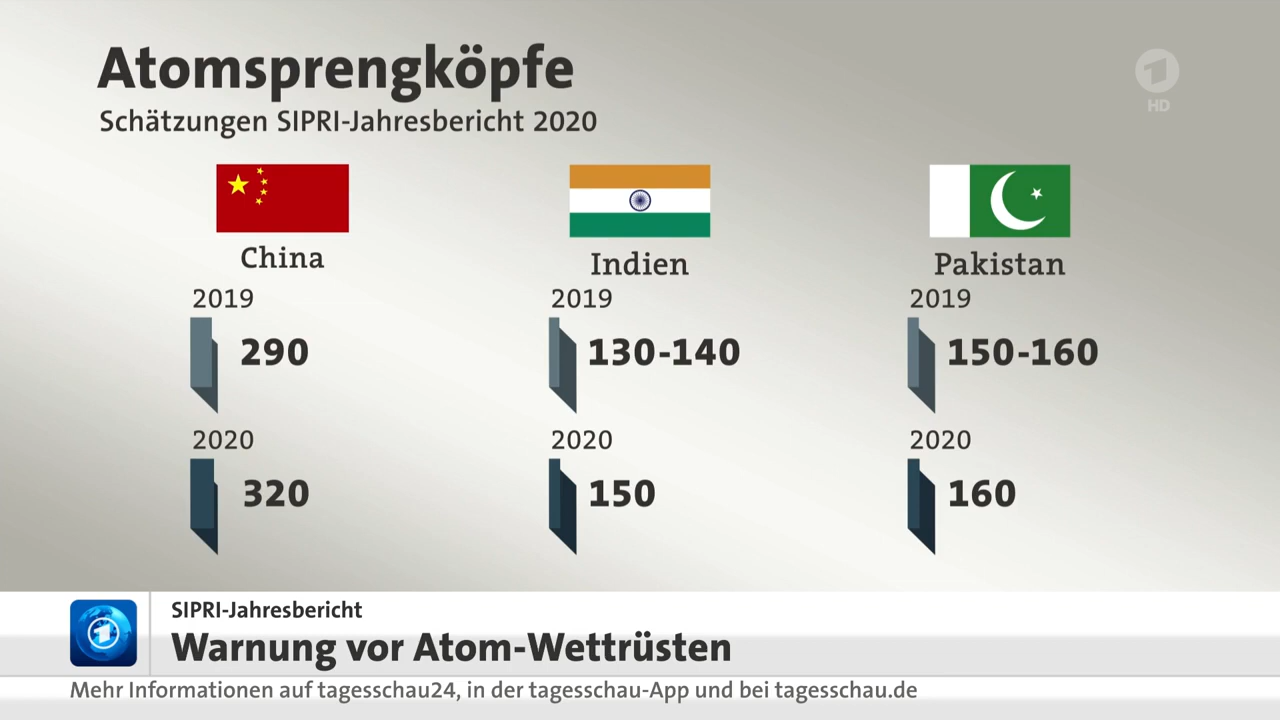 Atomsprengköpfe
Schätzungen SIPRI-Jahresbericht 2020
HD
China
Indien
Pakistan
2019
2019
2019
290
130-140
150-160
2020
2020
2020
320
150
160
SIPRI-Jahresbericht
Warnung vor Atom-Wettrüsten
Mehr Informationen auf tagesschau24, in der tagesschau-App und bei tagesschau.de